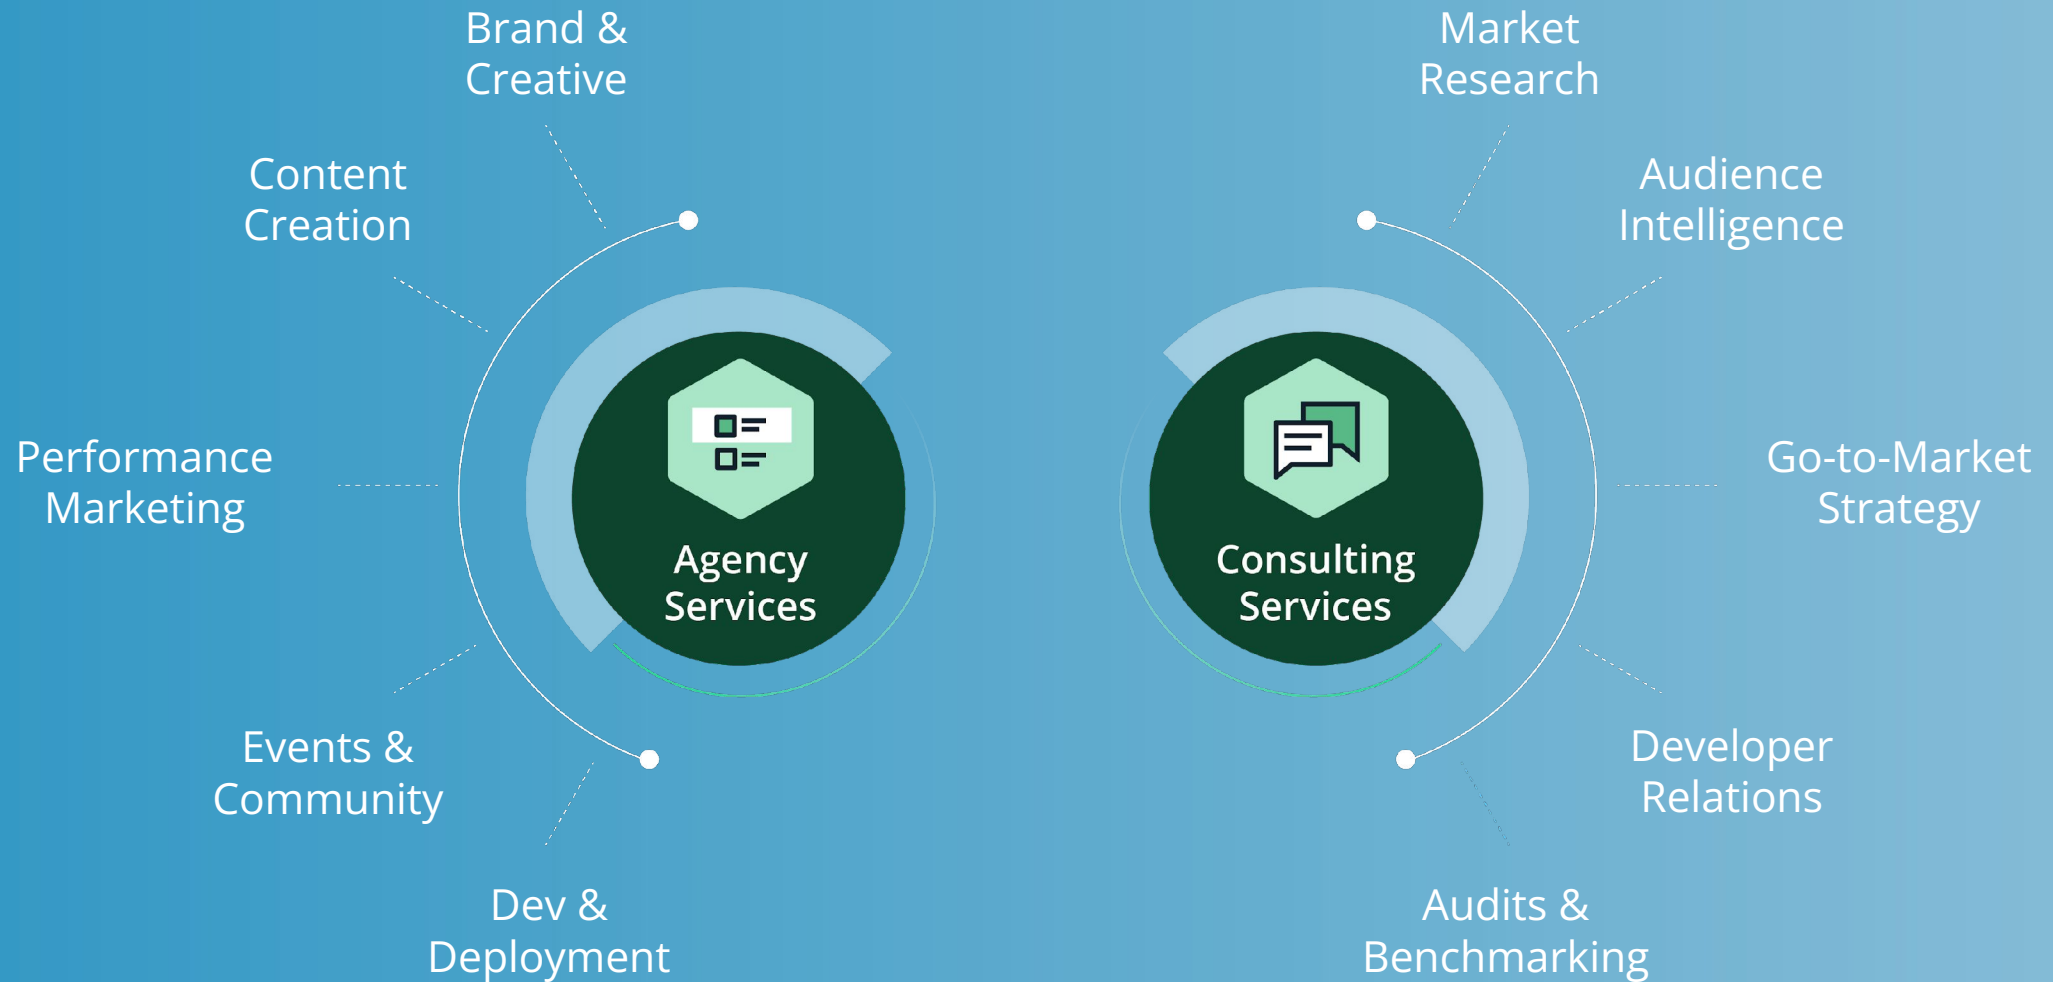 Brand &
Creative
Content
Creation
Performance
Marketing
Events &
Community
Dev &
Deployment
Agency
Services
Market
Research
Audience
Intelligence
Go-to-Market
Strategy
Developer
Relations
Audits &
Benchmarking
Consulting
Services